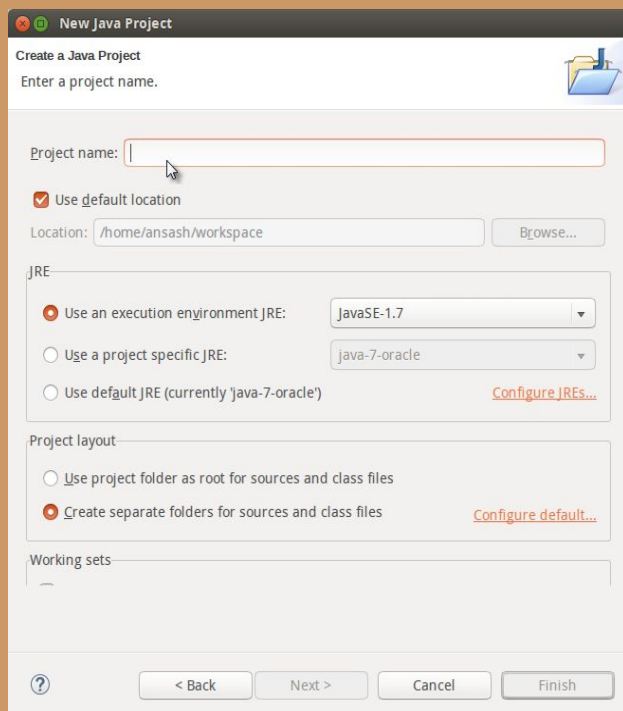 New Java Project
Create a Java Project
Enter a project name.
Project name:
Use default location
Location: /home/ansash/workspace Browse...
JRE
Use an execution environment JRE: JavaSE-1.7
Use a project specific JRE: java-7-oracle
Use default JRE (currently 'java-7-oracle') Configure JREs...
Project layout
Use project folder as root for sources and class files
Create separate folders for sources and class files Configure default...
Working sets
< Back Next > Cancel Finish